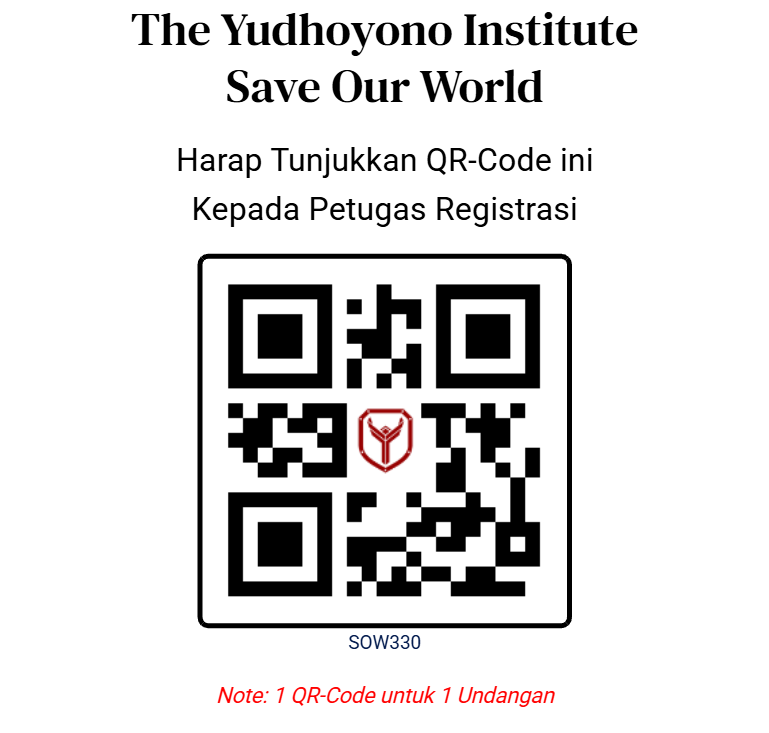 The Yudhoyono Institute
Save Our World
Harap Tunjukkan QR-Code ini
Kepada Petugas Registrasi
SOW330
Note: 1 QR-Code untuk 1 Undangan